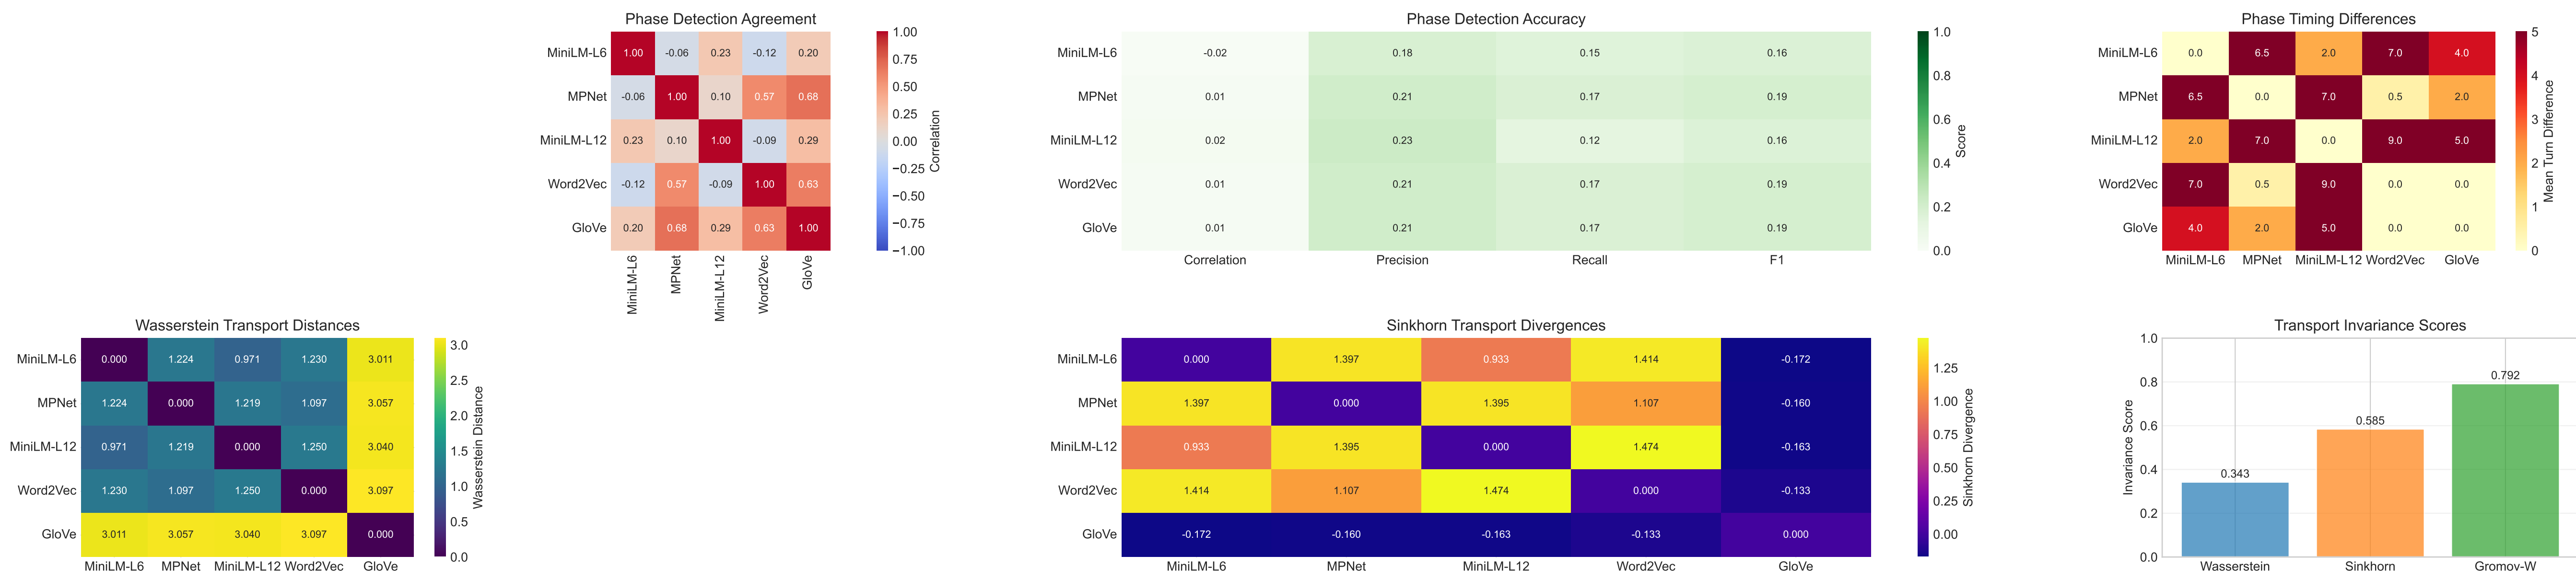 Phase Detection Agreement
MiniLM-L6 1.00 -0.06 0.23 -0.12 0.20
MPNet -0.06 1.00 0.10 0.57 0.68
MiniLM-L12 0.23 0.10 1.00 -0.09 0.29
Word2Vec -0.12 0.57 -0.09 1.00 0.63
GloVe 0.20 0.68 0.29 0.63 1.00
MiniLM-L6 MPNet MiniLM-L12 Word2Vec GloVe
1.00
0.75
0.50
0.25
0.00
−0.25
−0.50
−0.75
−1.00
Correlation
Phase Detection Accuracy
MiniLM-L6 -0.02 0.18 0.15 0.16
MPNet 0.01 0.21 0.17 0.19
MiniLM-L12 0.02 0.23 0.12 0.16
Word2Vec 0.01 0.21 0.17 0.19
GloVe 0.01 0.21 0.17 0.19
Correlation Precision Recall F1
1.0
0.8
0.6
0.4
0.2
0.0
Score
Phase Timing Differences
MiniLM-L6 0.0 6.5 2.0 7.0 4.0
MPNet 6.5 0.0 7.0 0.5 2.0
MiniLM-L12 2.0 7.0 0.0 9.0 5.0
Word2Vec 7.0 0.5 9.0 0.0 0.0
GloVe 4.0 2.0 5.0 0.0 0.0
MiniLM-L6 MPNet MiniLM-L12 Word2Vec GloVe
5
4
3
2
1
0
Mean Turn Difference
Wasserstein Transport Distances
MiniLM-L6 0.000 1.224 0.971 1.230 3.011
MPNet 1.224 0.000 1.219 1.097 3.057
MiniLM-L12 0.971 1.219 0.000 1.250 3.040
Word2Vec 1.230 1.097 1.250 0.000 3.097
GloVe 3.011 3.057 3.040 3.097 0.000
MiniLM-L6 MPNet MiniLM-L12 Word2Vec GloVe
3.0
2.5
2.0
1.5
1.0
0.5
0.0
Wasserstein Distance
Sinkhorn Transport Divergences
MiniLM-L6 0.000 1.397 0.933 1.414 -0.172
MPNet 1.397 0.000 1.395 1.107 -0.160
MiniLM-L12 0.933 1.395 0.000 1.474 -0.163
Word2Vec 1.414 1.107 1.474 0.000 -0.133
GloVe -0.172 -0.160 -0.163 -0.133 0.000
MiniLM-L6 MPNet MiniLM-L12 Word2Vec GloVe
1.25
1.00
0.75
0.50
0.25
0.00
Sinkhorn Divergence
Transport Invariance Scores
1.0
0.8
0.6
0.4
0.2
0.0
Invariance Score
0.343
0.585
0.792
Wasserstein Sinkhorn Gromov-W